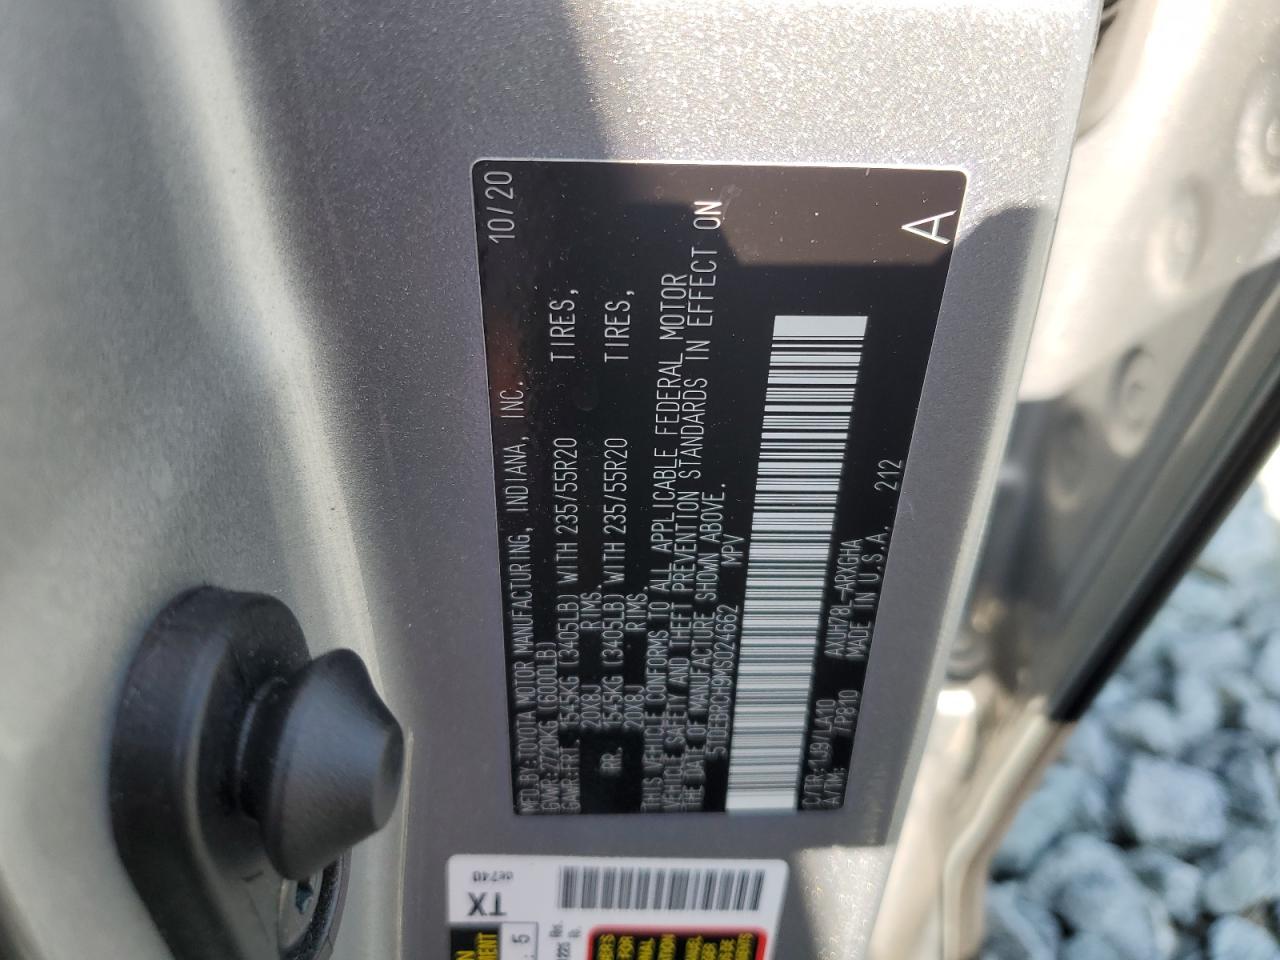 MFD.BY: TOYOTA MOTOR MANUFACTURING, INDIANA, INC. 10/20
GVWR:2720KG (6000LB)
GAWR:FRT. 1545KG (3405LB) WITH 235/55R20 TIRES,
20X8J RIMS.
RR. 1545KG (3405LB) WITH 235/55R20 TIRES,
20X8J RIMS.
THIS VEHICLE CONFORMS TO ALL APPLICABLE FEDERAL MOTOR
VEHICLE SAFETY AND THEFT PREVENTION STANDARDS IN EFFECT ON
THE DATE OF MANUFACTURE SHOWN ABOVE.
5TDEBRCH9MS024662 MPV
C/TR:1J9/LA10 AXUH78L-ARXGHA
A/TM: /P810 MADE IN U.S.A. 212
A
TX
5